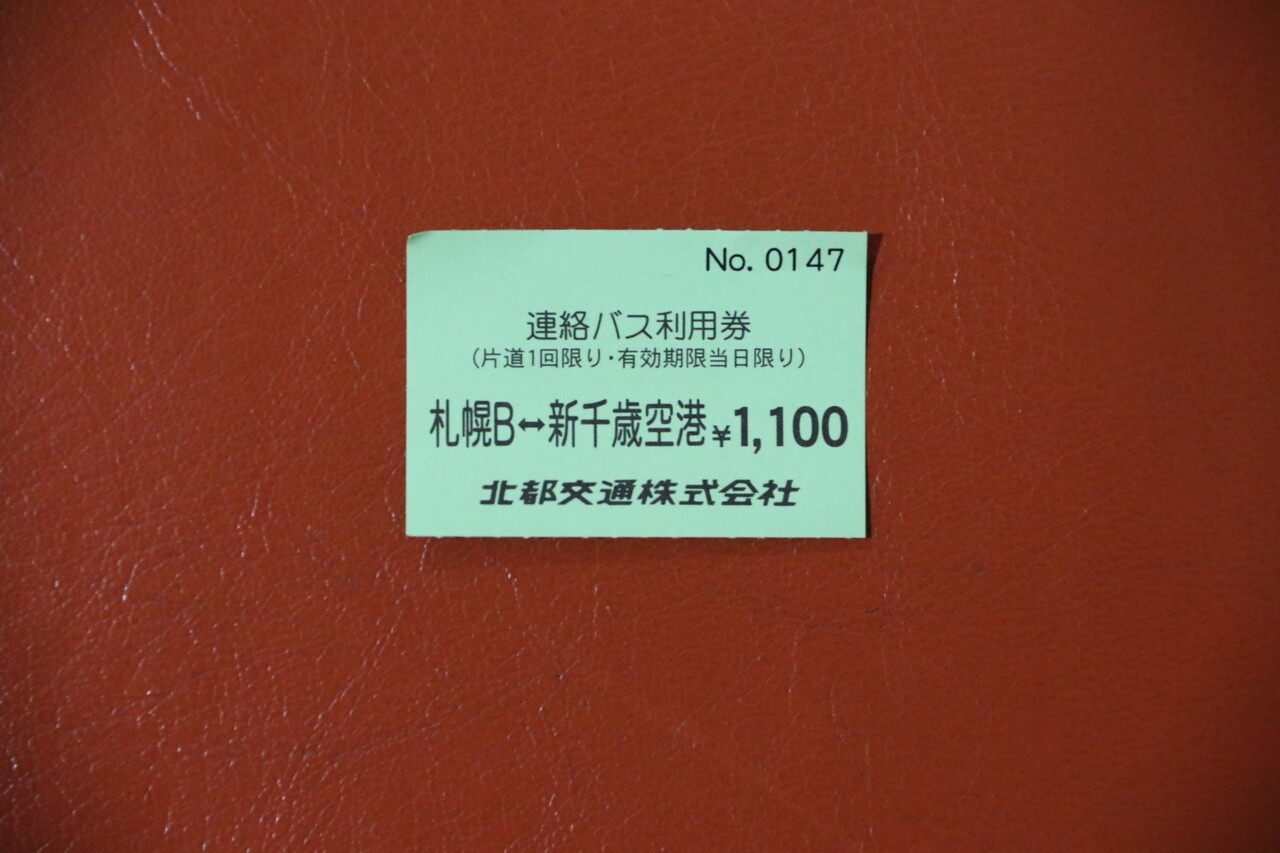 No. 0147
連絡バス利用券
(片道1回限り・有効期限当日限り)
札幌B↔新千歳空港¥1,100
北都交通株式会社